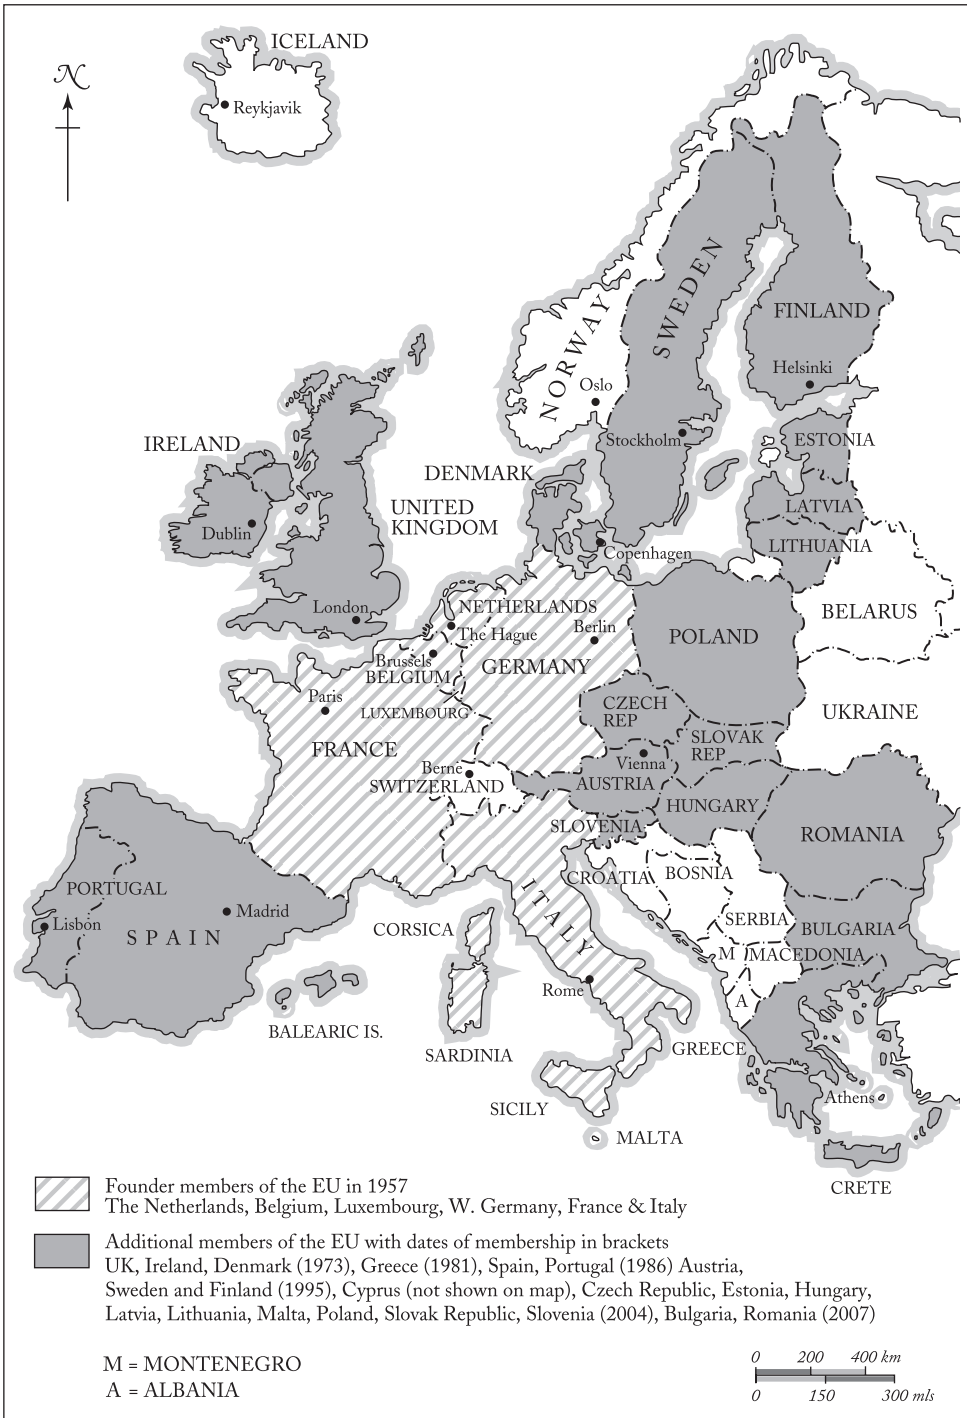 ICELAND
N
Reykjavik
SWEDEN
FINLAND
NORWAY
Helsinki
Oslo
Stockholm
ESTONIA
IRELAND
DENMARK
UNITED
KINGDOM
LATVIA
Dublin
LITHUANIA
Copenhagen
London
NETHERLANDS
The Hague
Berlin
BELARUS
POLAND
Brussels
BELGIUM
GERMANY
Paris
LUXEMBOURG
CZECH
REP
UKRAINE
SLOVAK
REP
FRANCE
Berne
SWITZERLAND
Vienna
AUSTRIA
HUNGARY
SLOVENIA
ROMANIA
CROATIA
BOSNIA
PORTUGAL
Madrid
Lisbon
SPAIN
CORSICA
ITALY
SERBIA
BULGARIA
M
MACEDONIA
A
Rome
BALEARIC IS.
SARDINIA
GREECE
Athens
SICILY
MALTA
CRETE
Founder members of the EU in 1957
The Netherlands, Belgium, Luxembourg, W. Germany, France & Italy
Additional members of the EU with dates of membership in brackets
UK, Ireland, Denmark (1973), Greece (1981), Spain, Portugal (1986) Austria,
Sweden and Finland (1995), Cyprus (not shown on map), Czech Republic, Estonia, Hungary,
Latvia, Lithuania, Malta, Poland, Slovak Republic, Slovenia (2004), Bulgaria, Romania (2007)
M = MONTENEGRO
A = ALBANIA
0 200 400 km
0 150 300 mls